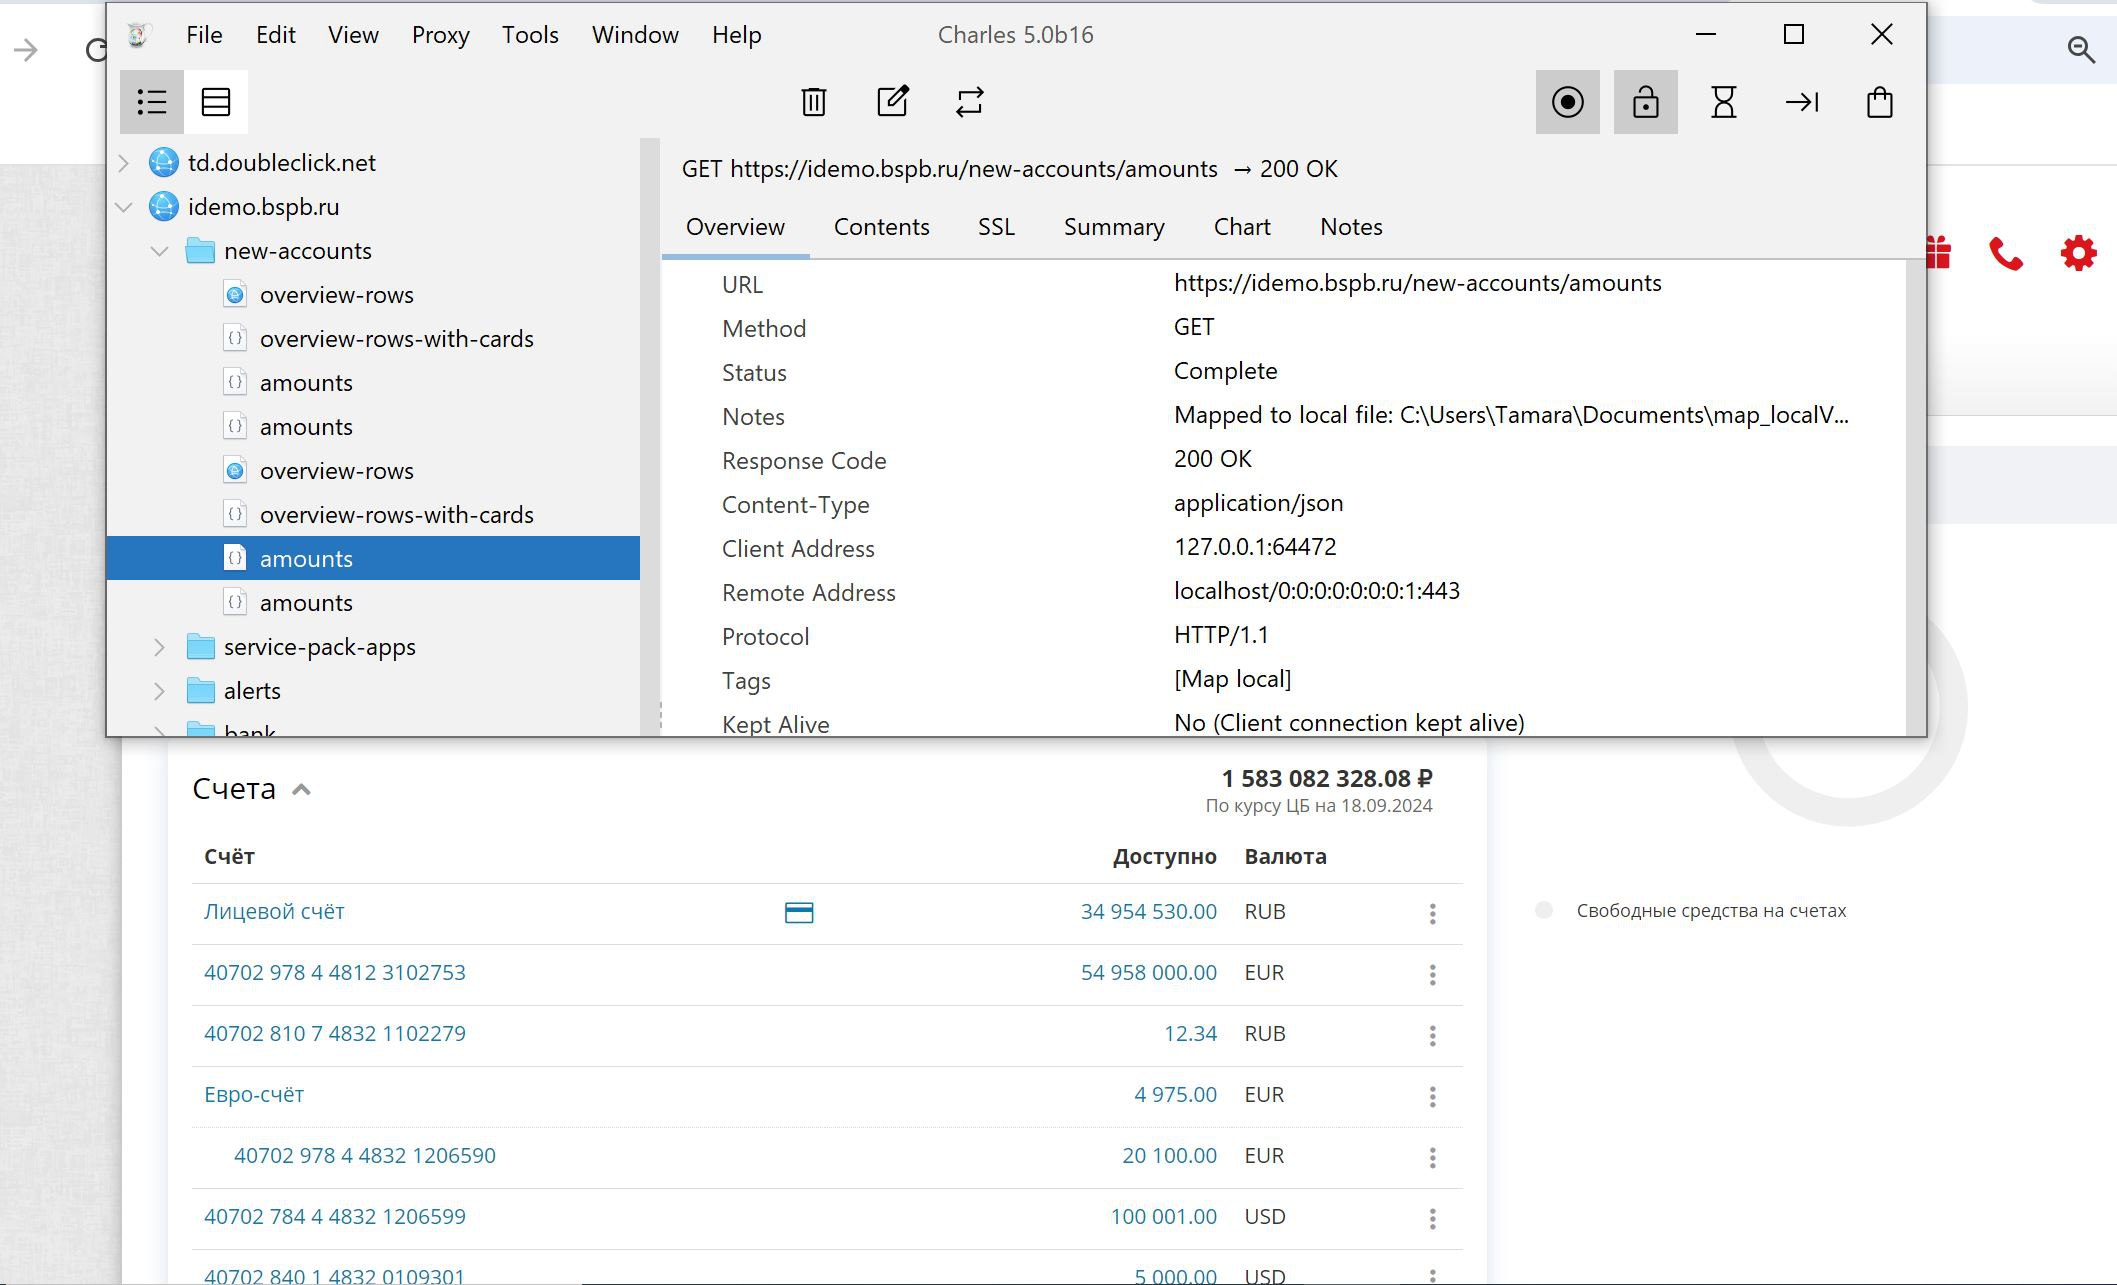 File Edit View Proxy Tools Window Help Charles 5.0b16
td.doubleclick.net
idemo.bspb.ru
new-accounts
overview-rows
overview-rows-with-cards
amounts
amounts
overview-rows
overview-rows-with-cards
amounts
amounts
service-pack-apps
alerts
bank
GET https://idemo.bspb.ru/new-accounts/amounts → 200 OK
Overview Contents SSL Summary Chart Notes
URL https://idemo.bspb.ru/new-accounts/amounts
Method GET
Status Complete
Notes Mapped to local file: C:\Users\Tamara\Documents\map_localV...
Response Code 200 OK
Content-Type application/json
Client Address 127.0.0.1:64472
Remote Address localhost/0:0:0:0:0:0:0:1:443
Protocol HTTP/1.1
Tags [Map local]
Kept Alive No (Client connection kept alive)
Счета 1 583 082 328.08 ₽
По курсу ЦБ на 18.09.2024
Счёт Доступно Валюта
Лицевой счёт 34 954 530.00 RUB
40702 978 4 4812 3102753 54 958 000.00 EUR
40702 810 7 4832 1102279 12.34 RUB
Евро-счёт 4 975.00 EUR
40702 978 4 4832 1206590 20 100.00 EUR
40702 784 4 4832 1206599 100 001.00 USD
40702 840 1 4832 0109301 5 000.00 USD
Свободные средства на счетах